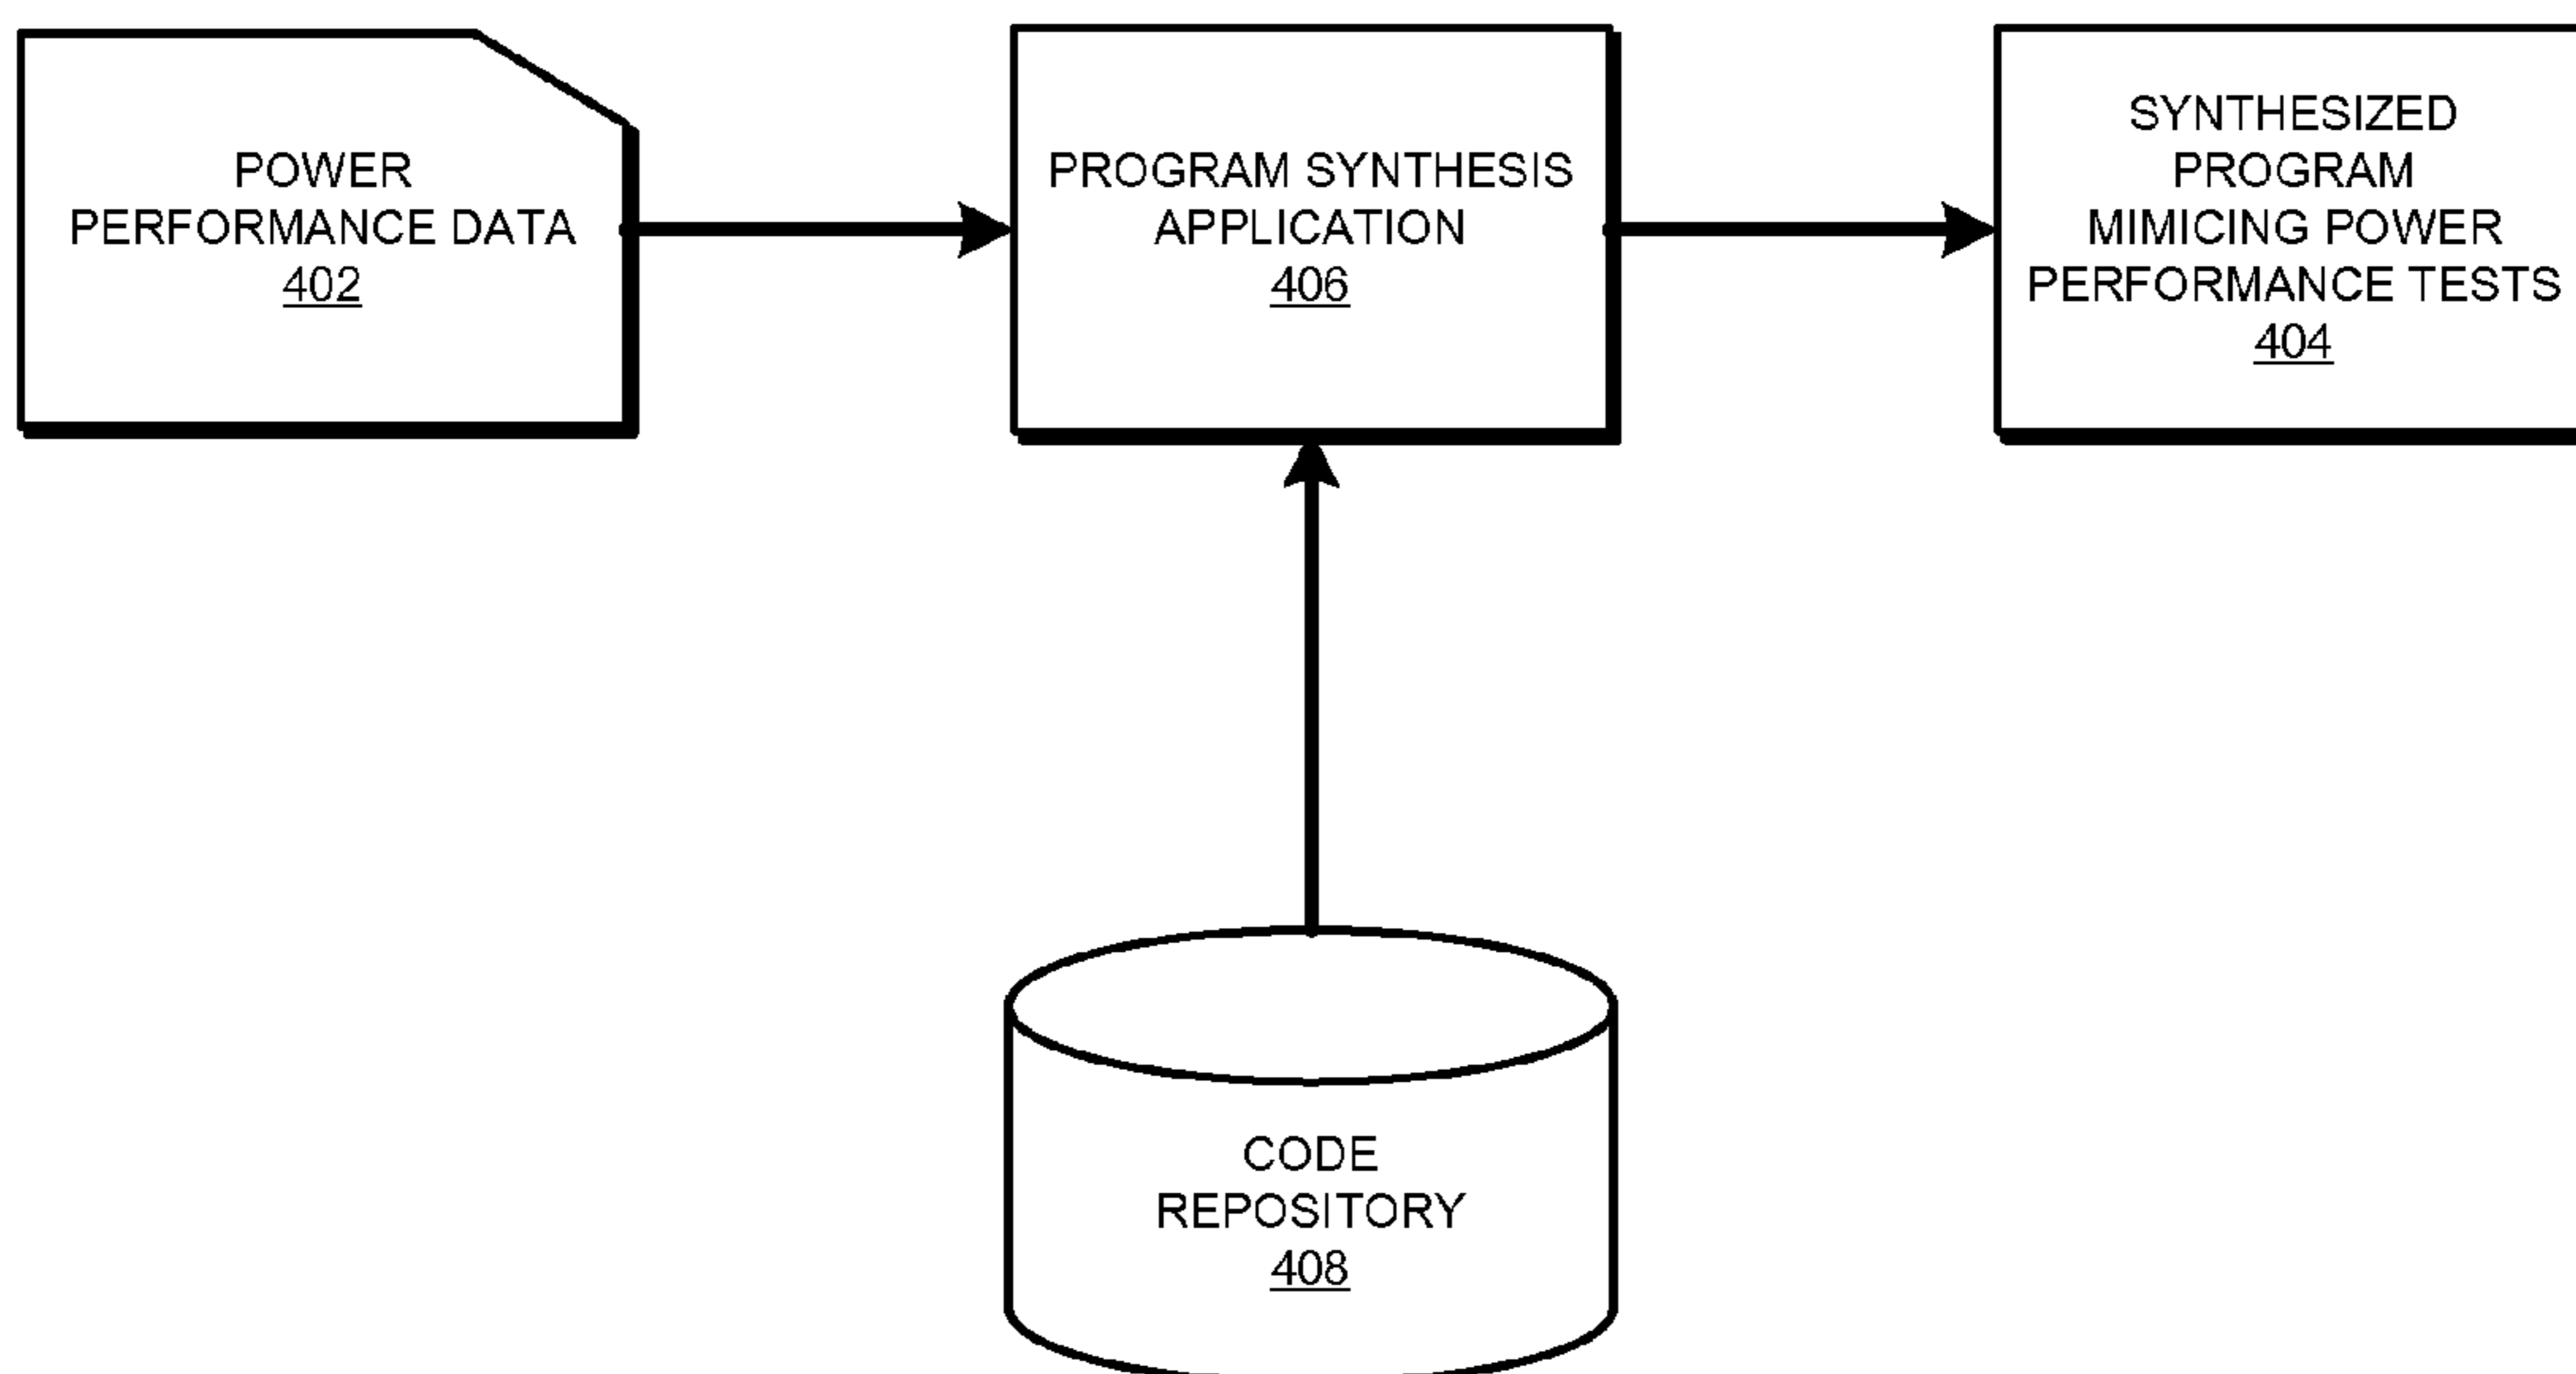 POWER
PERFORMANCE DATA
402
PROGRAM SYNTHESIS
APPLICATION
406
SYNTHESIZED
PROGRAM
MIMICING POWER
PERFORMANCE TESTS
404
CODE
REPOSITORY
408